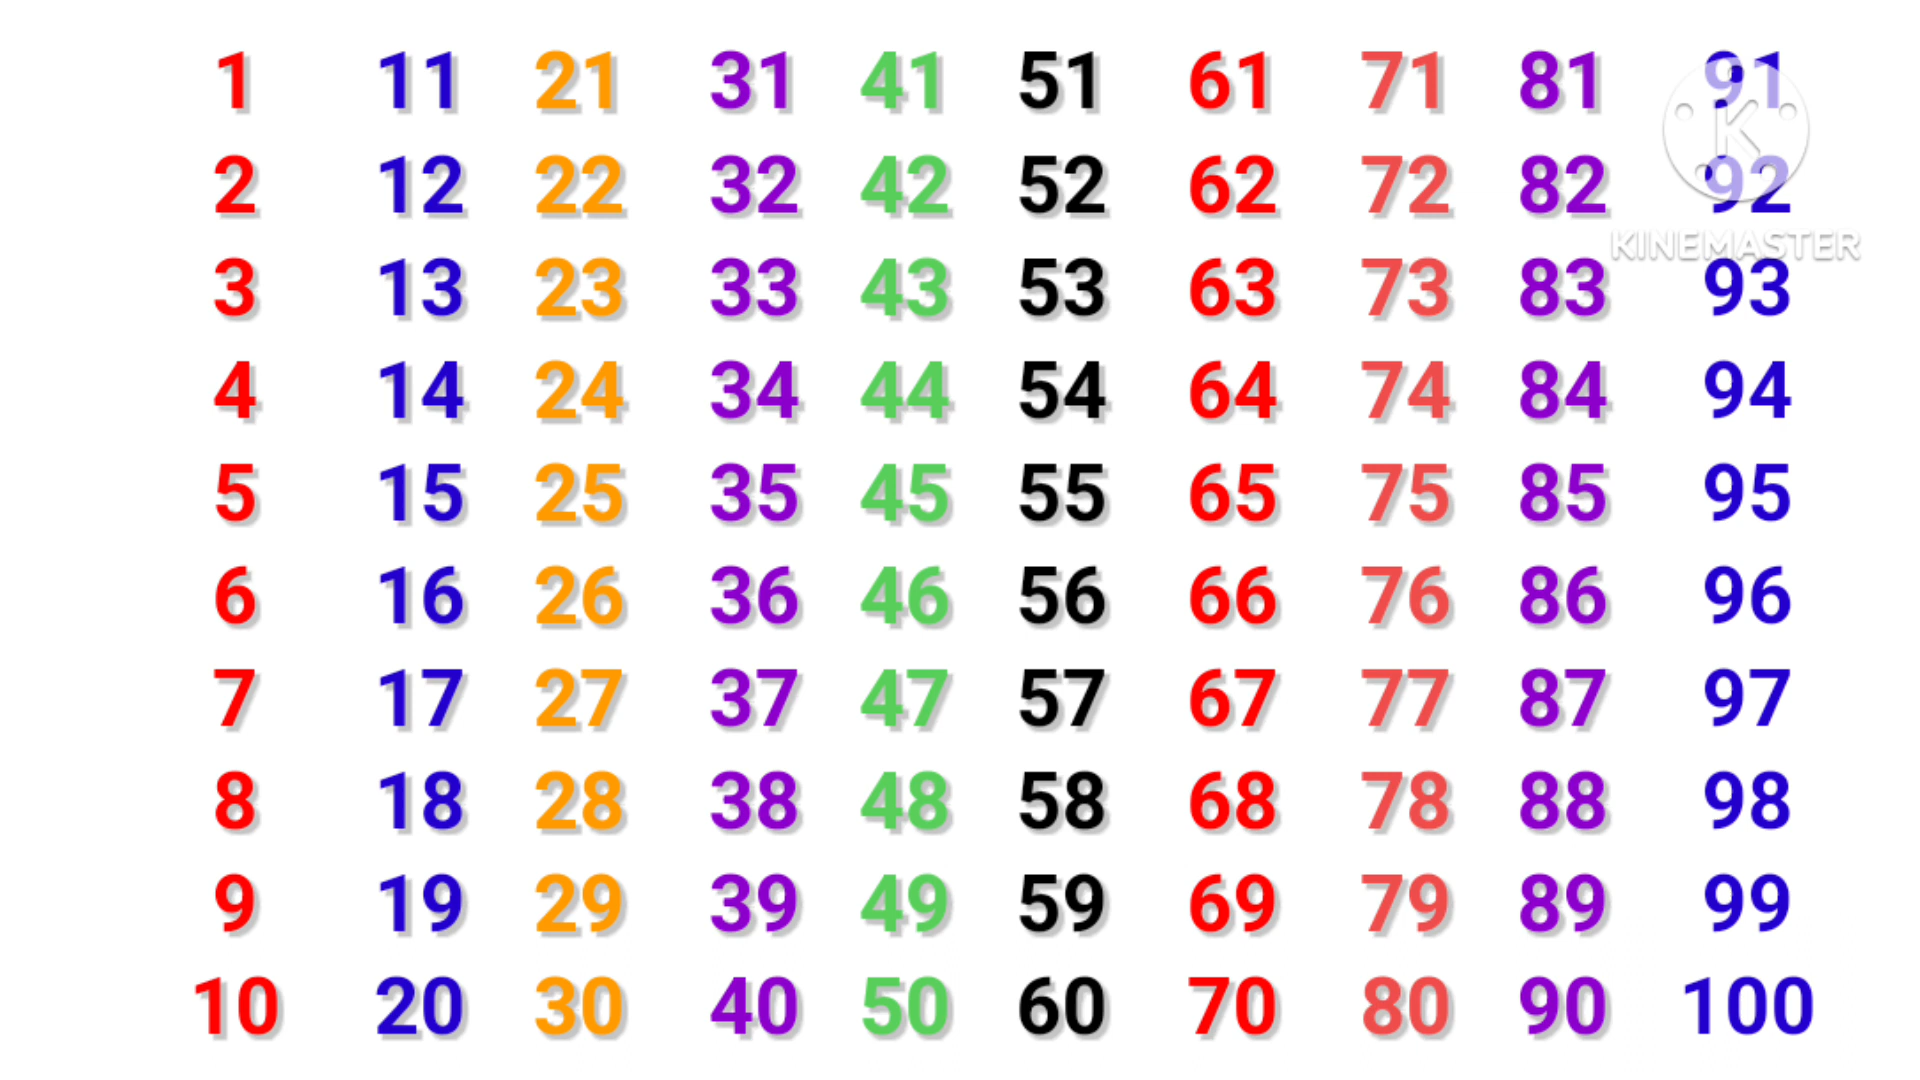 1 11 21 31 41 51 61 71 81 91
2 12 22 32 42 52 62 72 82 92
K
KINEMASTER
3 13 23 33 43 53 63 73 83 93
4 14 24 34 44 54 64 74 84 94
5 15 25 35 45 55 65 75 85 95
6 16 26 36 46 56 66 76 86 96
7 17 27 37 47 57 67 77 87 97
8 18 28 38 48 58 68 78 88 98
9 19 29 39 49 59 69 79 89 99
10 20 30 40 50 60 70 80 90 100